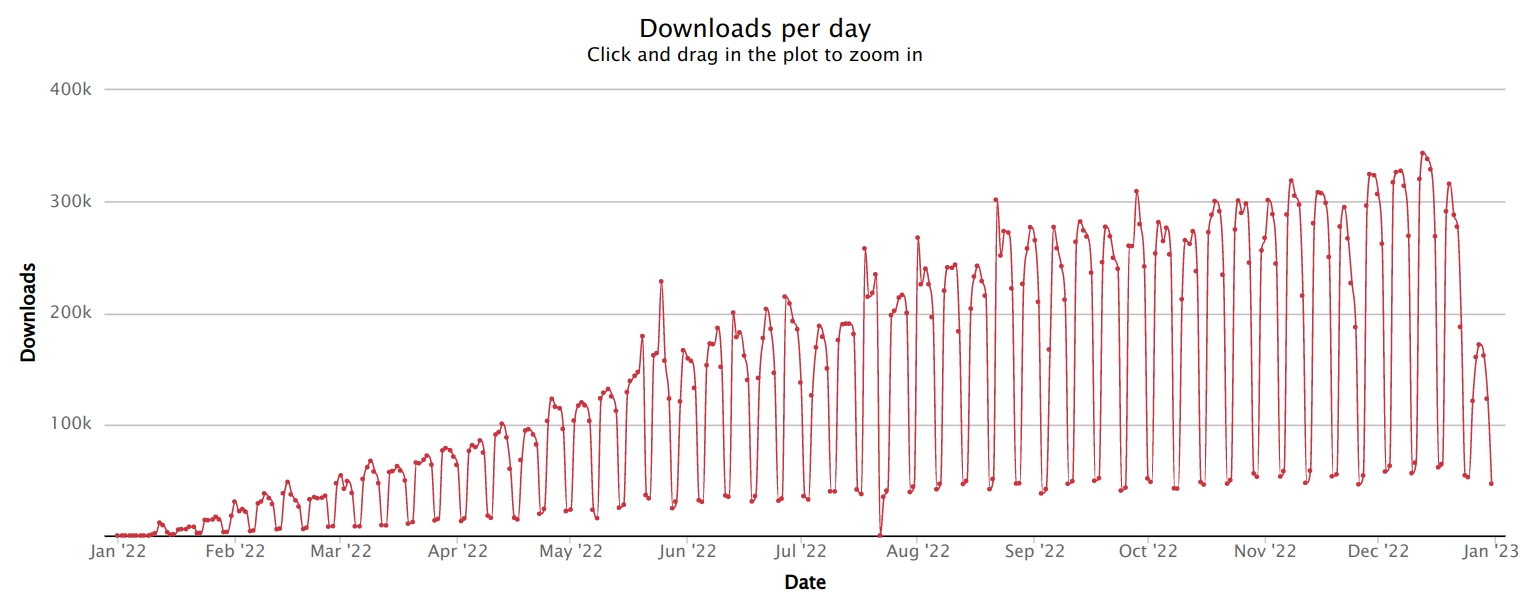 Downloads per day
Click and drag in the plot to zoom in
400k
300k
200k
100k
Downloads
Jan '22 Feb '22 Mar '22 Apr '22 May '22 Jun '22 Jul '22 Aug '22 Sep '22 Oct '22 Nov '22 Dec '22 Jan '23
Date